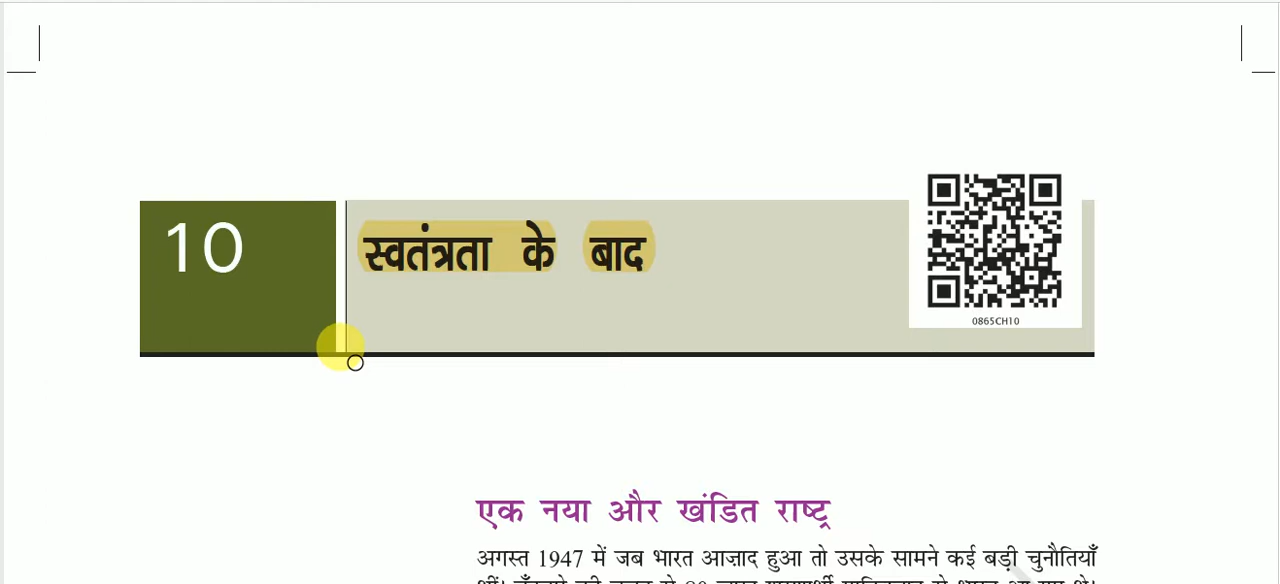 10
स्वतंत्रता के बाद
0865CH10
एक नया और खंडित राष्ट्र
अगस्त 1947 में जब भारत आज़ाद हुआ तो उसके सामने कई बड़ी चुनौतियाँ